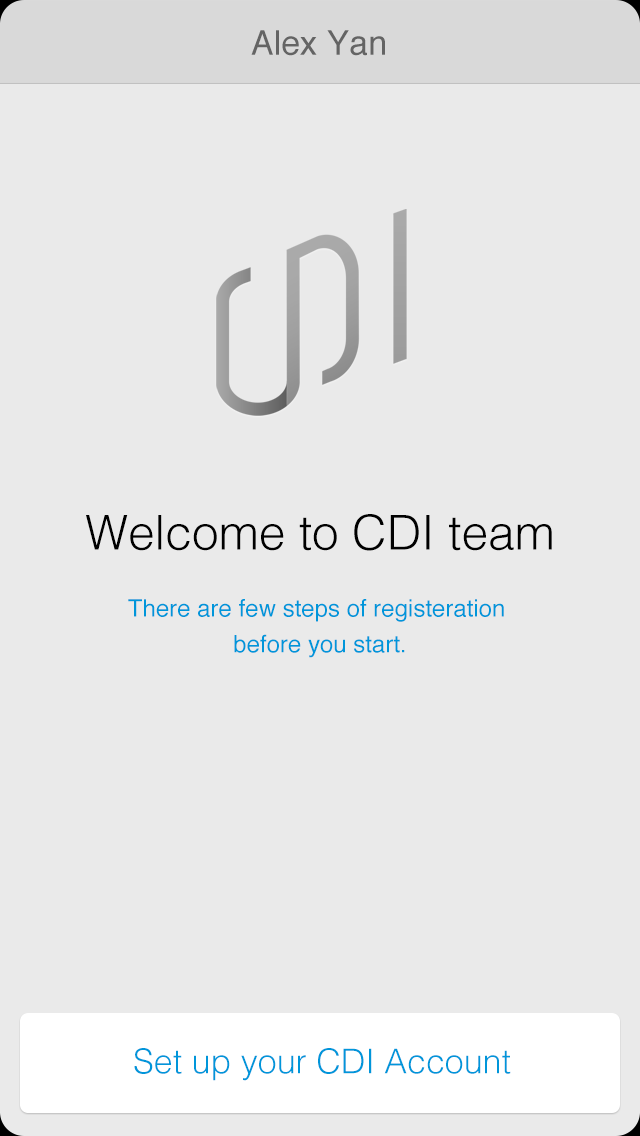 Alex Yan
CDI
Welcome to CDI team
There are few steps of registeration
before you start.
Set up your CDI Account